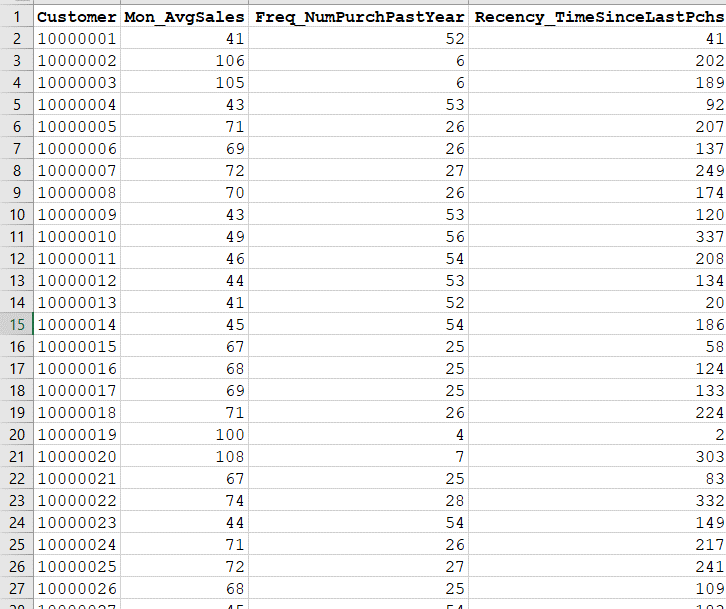 1 Customer Mon_AvgSales Freq_NumPurchPastYear Recency_TimeSinceLastPchs
2 10000001 41 52 41
3 10000002 106 6 202
4 10000003 105 6 189
5 10000004 43 53 92
6 10000005 71 26 207
7 10000006 69 26 137
8 10000007 72 27 249
9 10000008 70 26 174
10 10000009 43 53 120
11 10000010 49 56 337
12 10000011 46 54 208
13 10000012 44 53 134
14 10000013 41 52 20
15 10000014 45 54 186
16 10000015 67 25 58
17 10000016 68 25 124
18 10000017 69 25 133
19 10000018 71 26 224
20 10000019 100 4 2
21 10000020 108 7 303
22 10000021 67 25 83
23 10000022 74 28 332
24 10000023 44 54 149
25 10000024 71 26 217
26 10000025 72 27 241
27 10000026 68 25 109